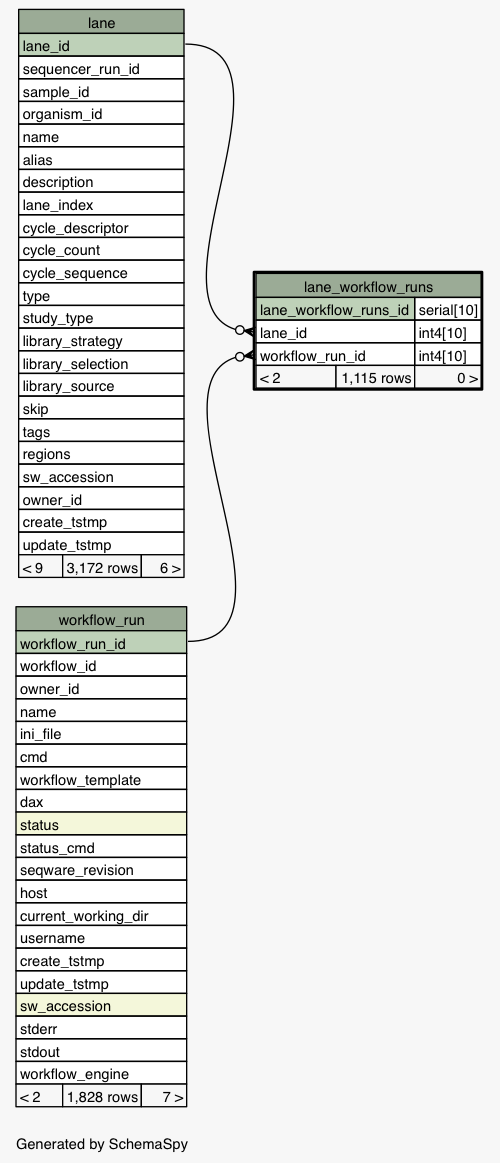 lane
lane_id
sequencer_run_id
sample_id
organism_id
name
alias
description
lane_index
cycle_descriptor
cycle_count
cycle_sequence
type
study_type
library_strategy
library_selection
library_source
skip
tags
regions
sw_accession
owner_id
create_tstmp
update_tstmp
< 9 3,172 rows 6 >
lane_workflow_runs
lane_workflow_runs_id serial[10]
lane_id int4[10]
workflow_run_id int4[10]
< 2 1,115 rows 0 >
workflow_run
workflow_run_id
workflow_id
owner_id
name
ini_file
cmd
workflow_template
dax
status
status_cmd
seqware_revision
host
current_working_dir
username
create_tstmp
update_tstmp
sw_accession
stderr
stdout
workflow_engine
< 2 1,828 rows 7 >
Generated by SchemaSpy